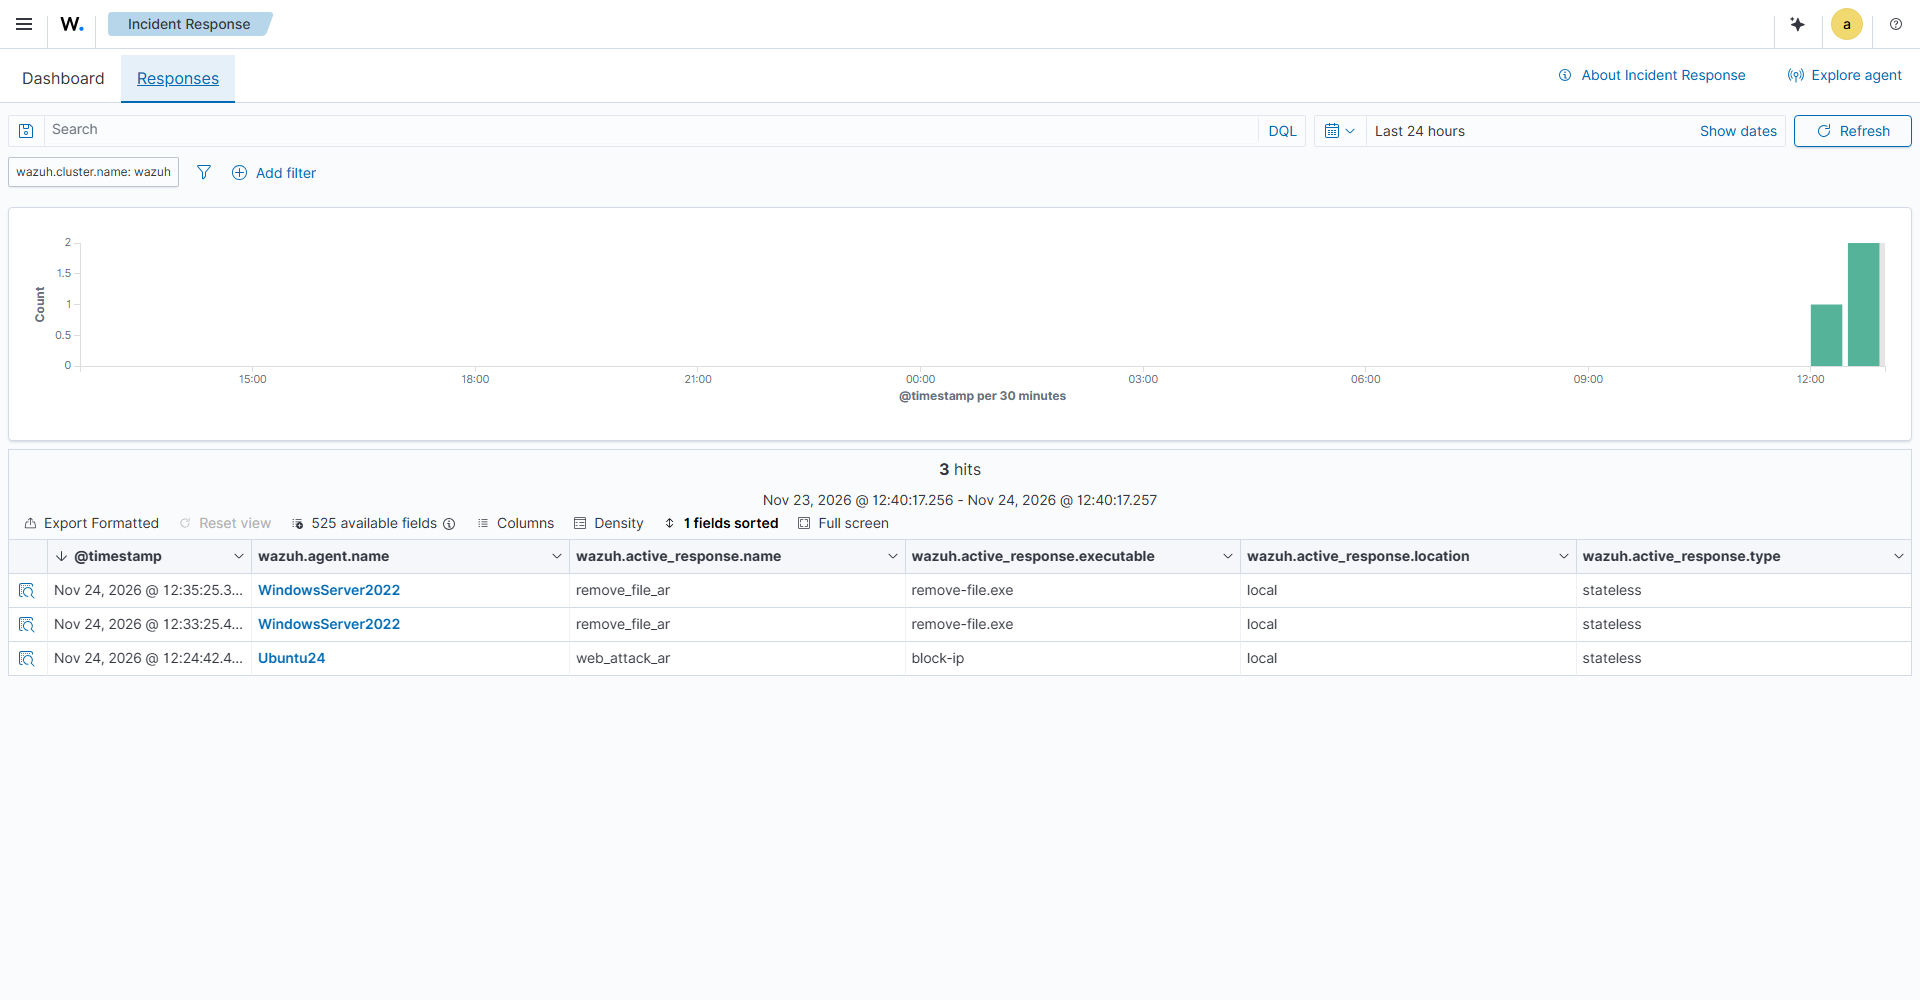 W.
Incident Response
a
Dashboard
Responses
About Incident Response
Explore agent
Search
DQL
Last 24 hours
Show dates
Refresh
wazuh.cluster.name: wazuh
Add filter
2
1.5
1
0.5
0
Count
15:00
18:00
21:00
00:00
03:00
06:00
09:00
12:00
@timestamp per 30 minutes
3 hits
Nov 23, 2026 @ 12:40:17.256 - Nov 24, 2026 @ 12:40:17.257
Export Formatted
Reset view
525 available fields
Columns
Density
1 fields sorted
Full screen
@timestamp wazuh.agent.name wazuh.active_response.name wazuh.active_response.executable wazuh.active_response.location wazuh.active_response.type
Nov 24, 2026 @ 12:35:25.3... WindowsServer2022 remove_file_ar remove-file.exe local stateless
Nov 24, 2026 @ 12:33:25.4... WindowsServer2022 remove_file_ar remove-file.exe local stateless
Nov 24, 2026 @ 12:24:42.4... Ubuntu24 web_attack_ar block-ip local stateless